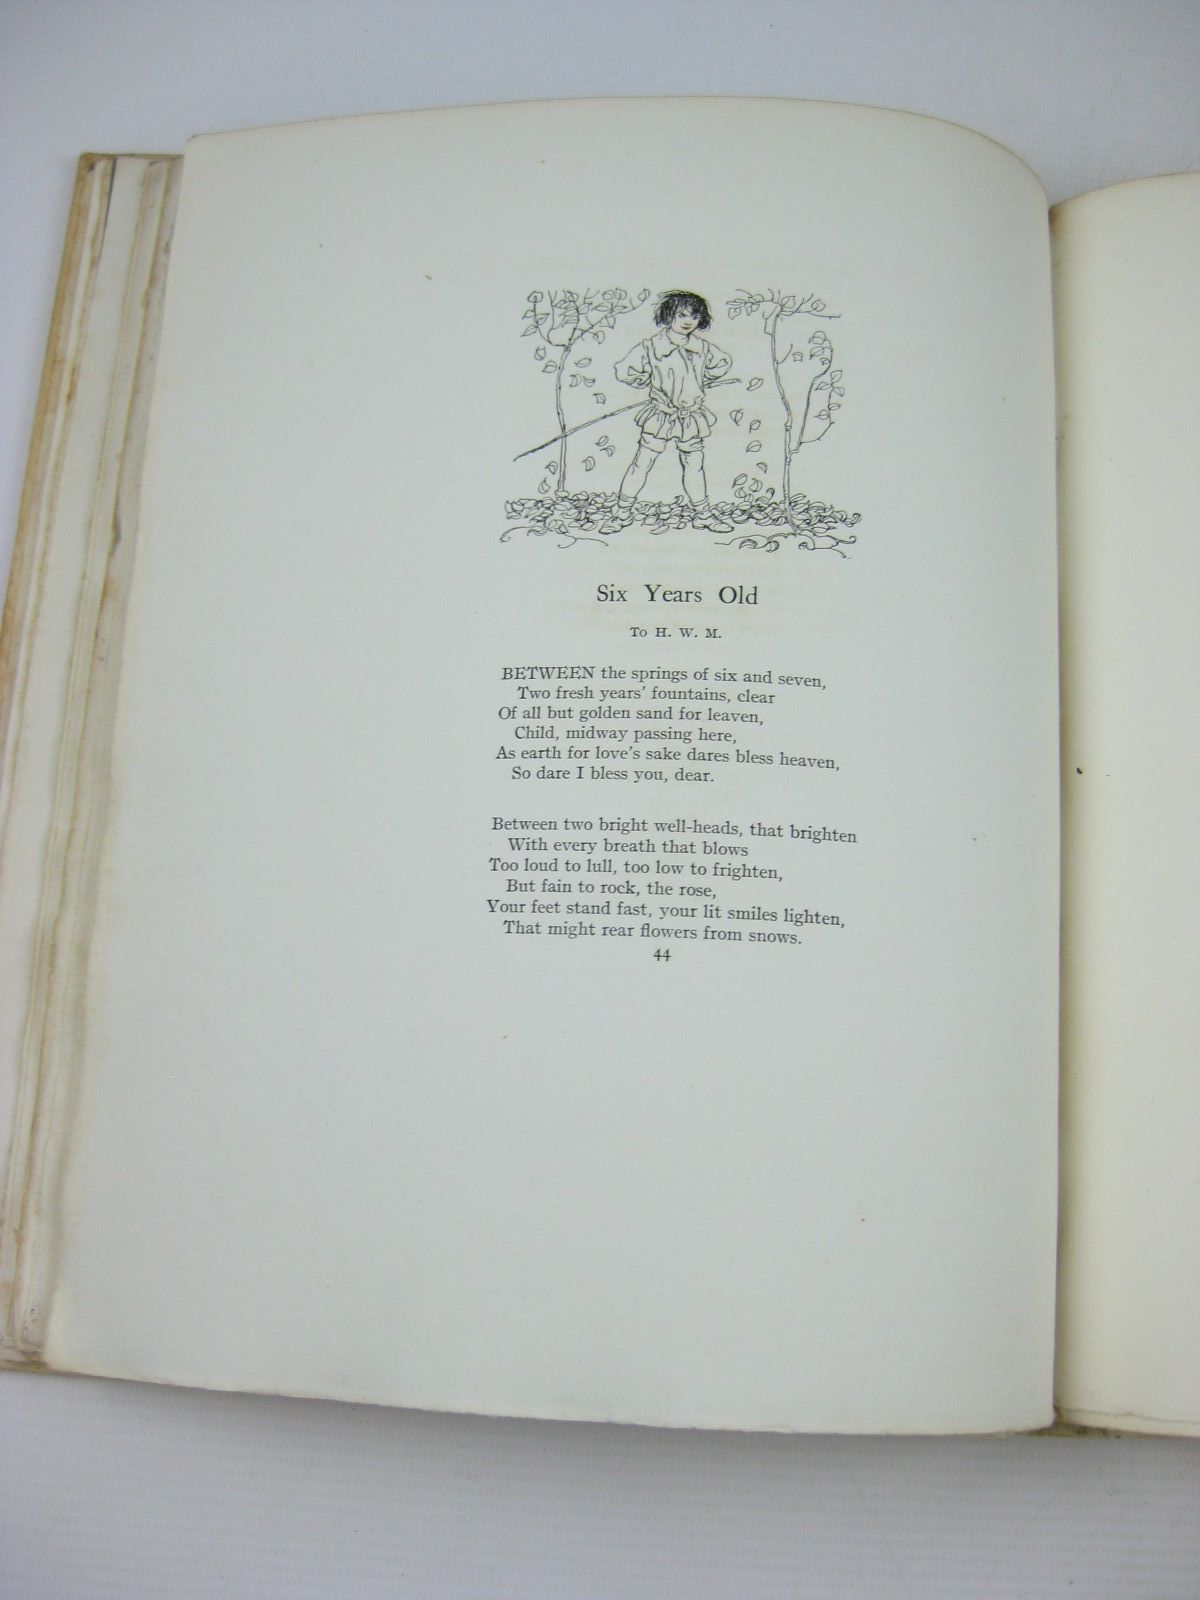 Six Years Old
To H. W. M.
BETWEEN the springs of six and seven,
Two fresh years' fountains, clear
Of all but golden sand for leaven,
Child, midway passing here,
As earth for love's sake dares bless heaven,
So dare I bless you, dear.
Between two bright well-heads, that brighten
With every breath that blows
Too loud to lull, too low to frighten,
But fain to rock, the rose,
Your feet stand fast, your lit smiles lighten,
That might rear flowers from snows.
44